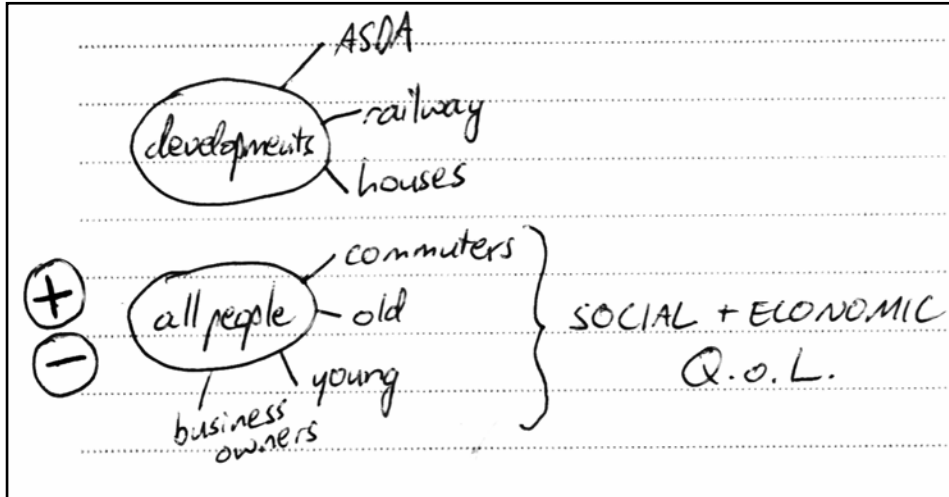 ASDA
developments
railway
houses
+
-
all people
commuters
old
young
business
owners
SOCIAL + ECONOMIC
Q.o.L.